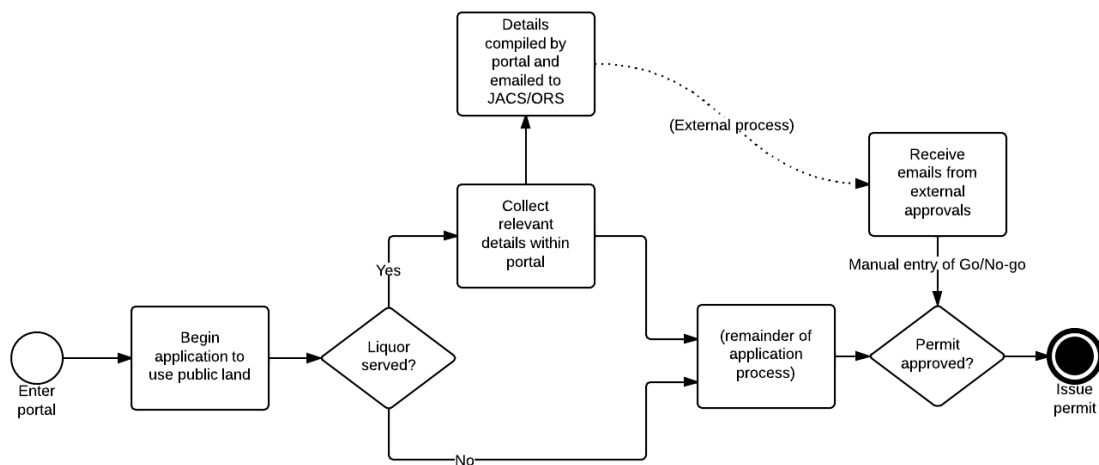 Details
compiled by
portal and
emailed to
JACS/ORS
(External process)
Receive
emails from
external
approvals
Collect
relevant
details within
portal
Manual entry of Go/No-go
Yes
Begin
application to
use public land
Liquor
served?
(remainder of
application
process)
Permit
approved?
Enter
portal
Issue
permit
No